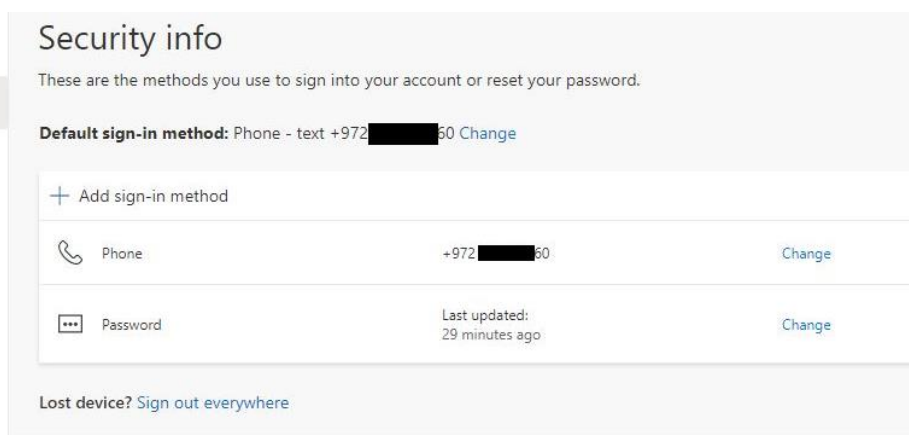 Security info
These are the methods you use to sign into your account or reset your password.
Default sign-in method: Phone - text +972 60 Change
Add sign-in method
Phone +972 60 Change
Password Last updated: Change
29 minutes ago
Lost device? Sign out everywhere